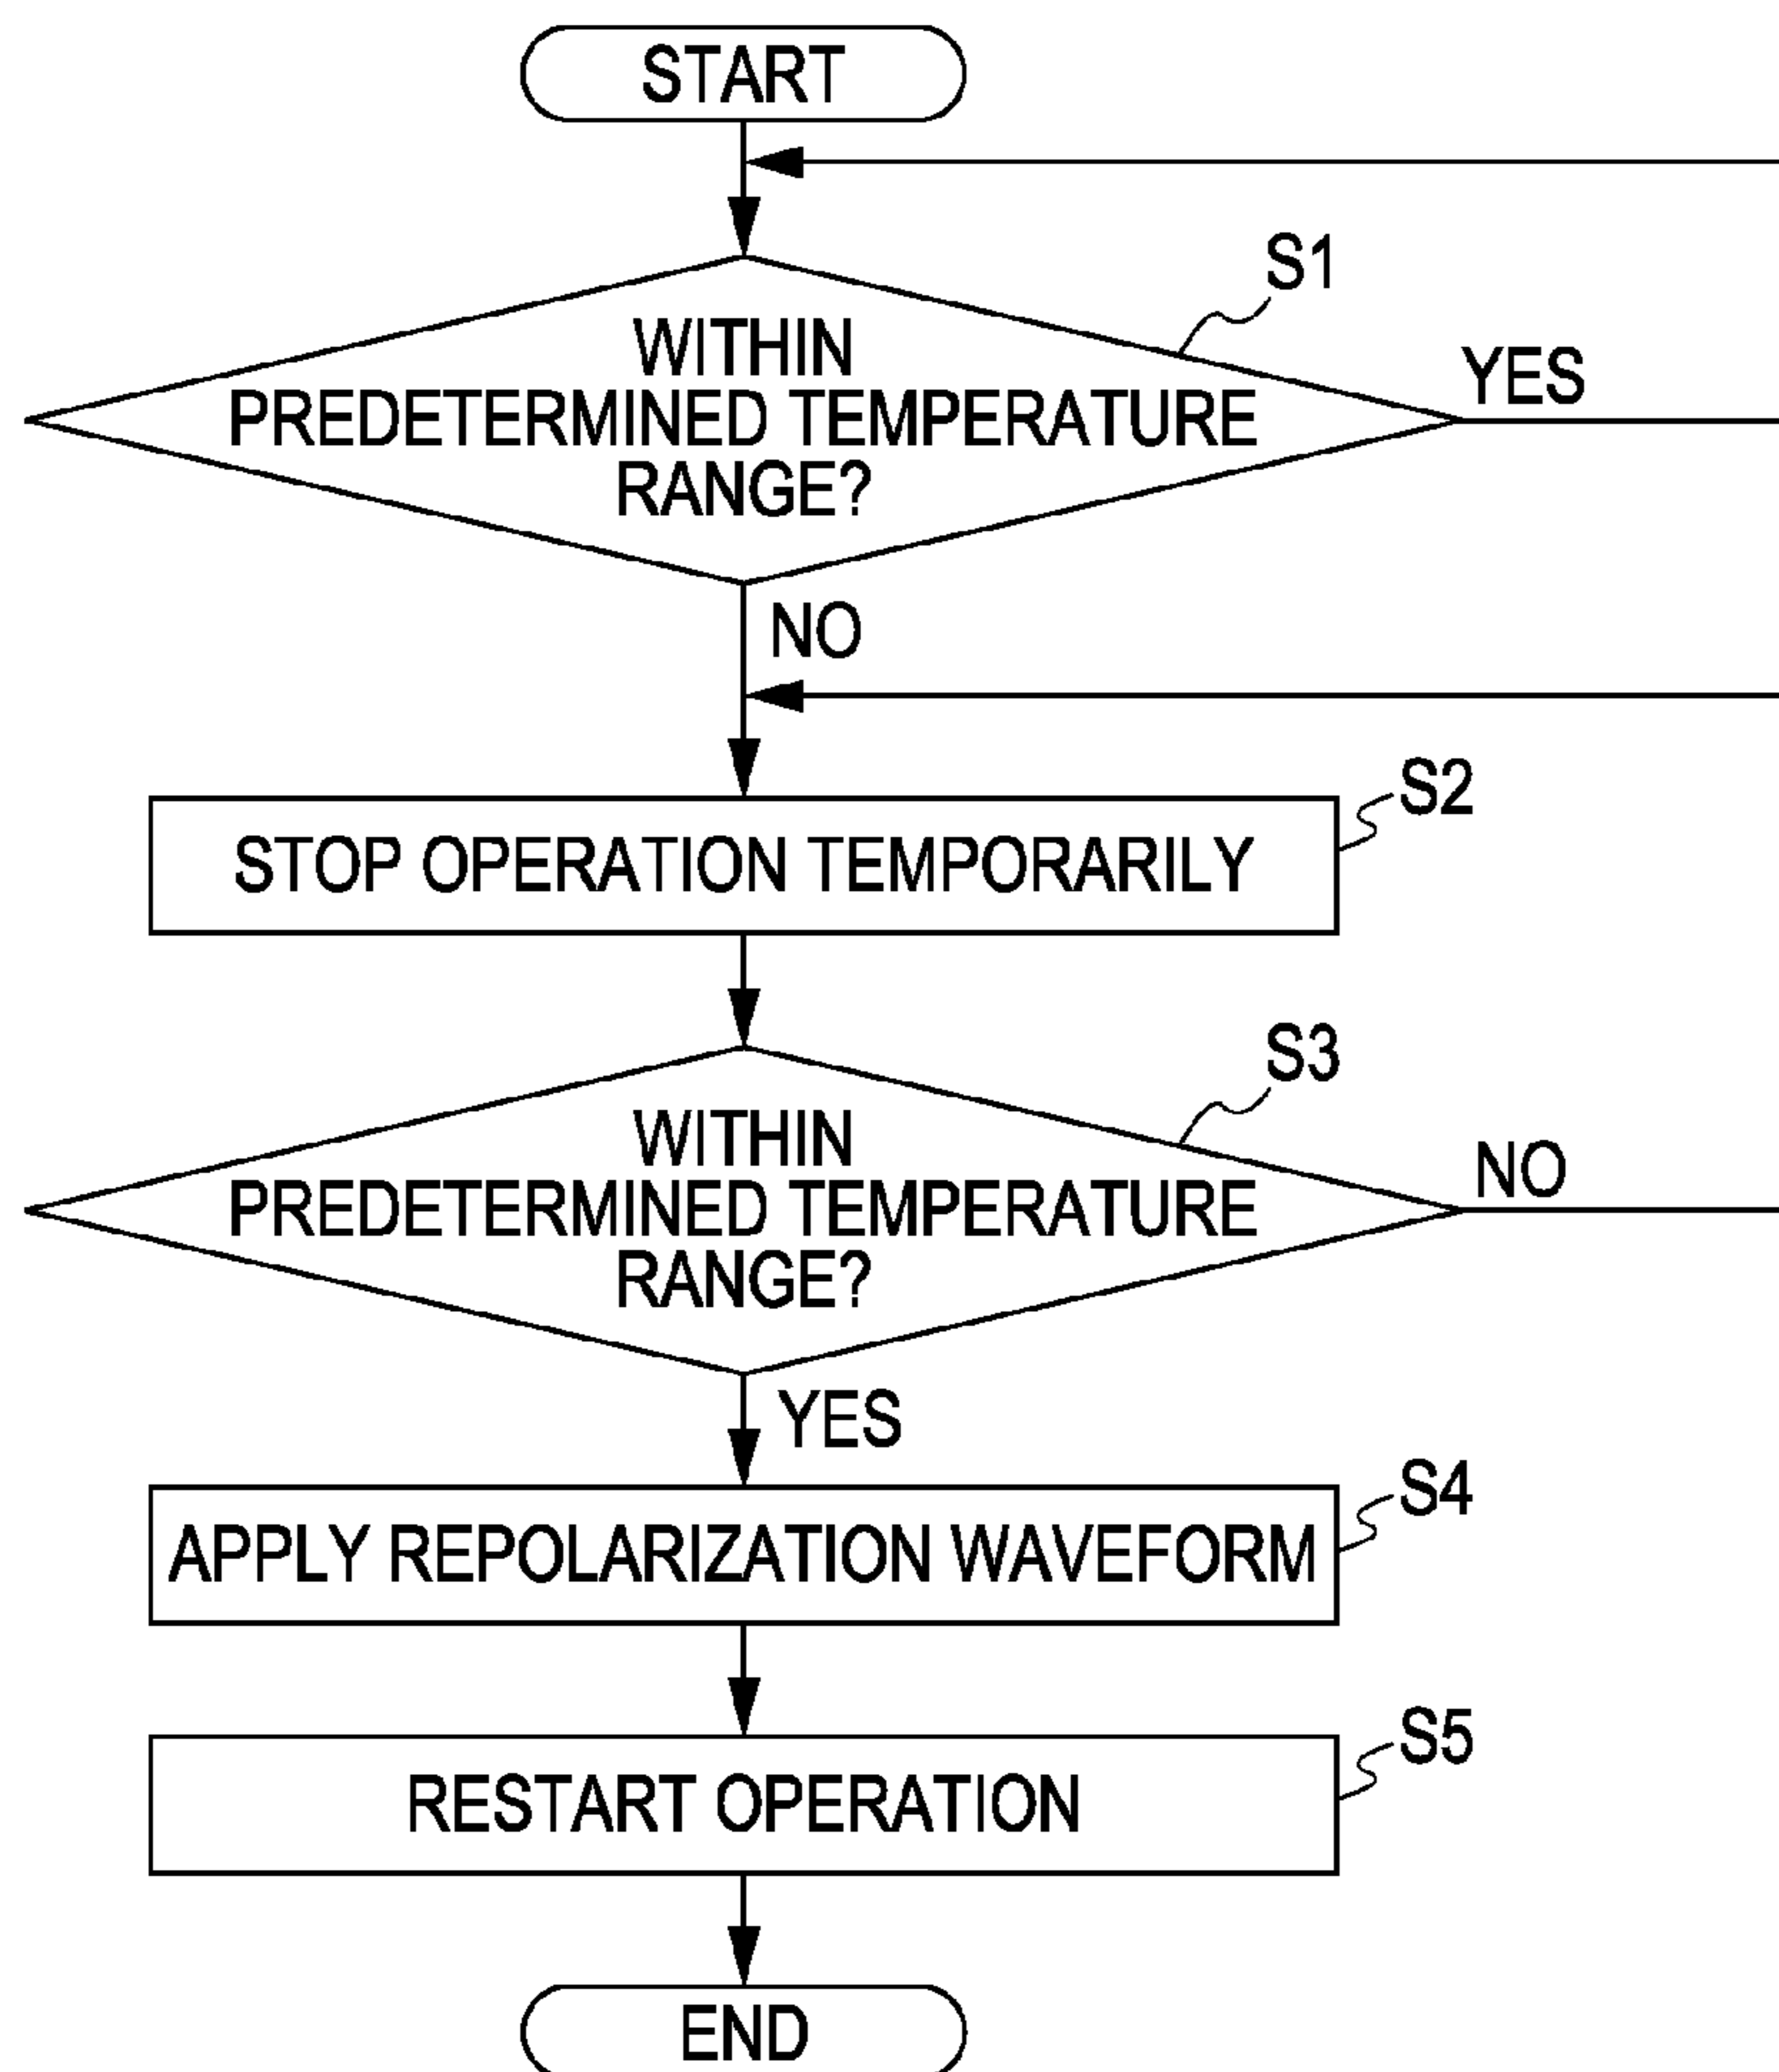 START
S1
WITHIN
PREDETERMINED TEMPERATURE
RANGE?
YES
NO
S2
STOP OPERATION TEMPORARILY
S3
WITHIN
PREDETERMINED TEMPERATURE
RANGE?
NO
YES
S4
APPLY REPOLARIZATION WAVEFORM
S5
RESTART OPERATION
END